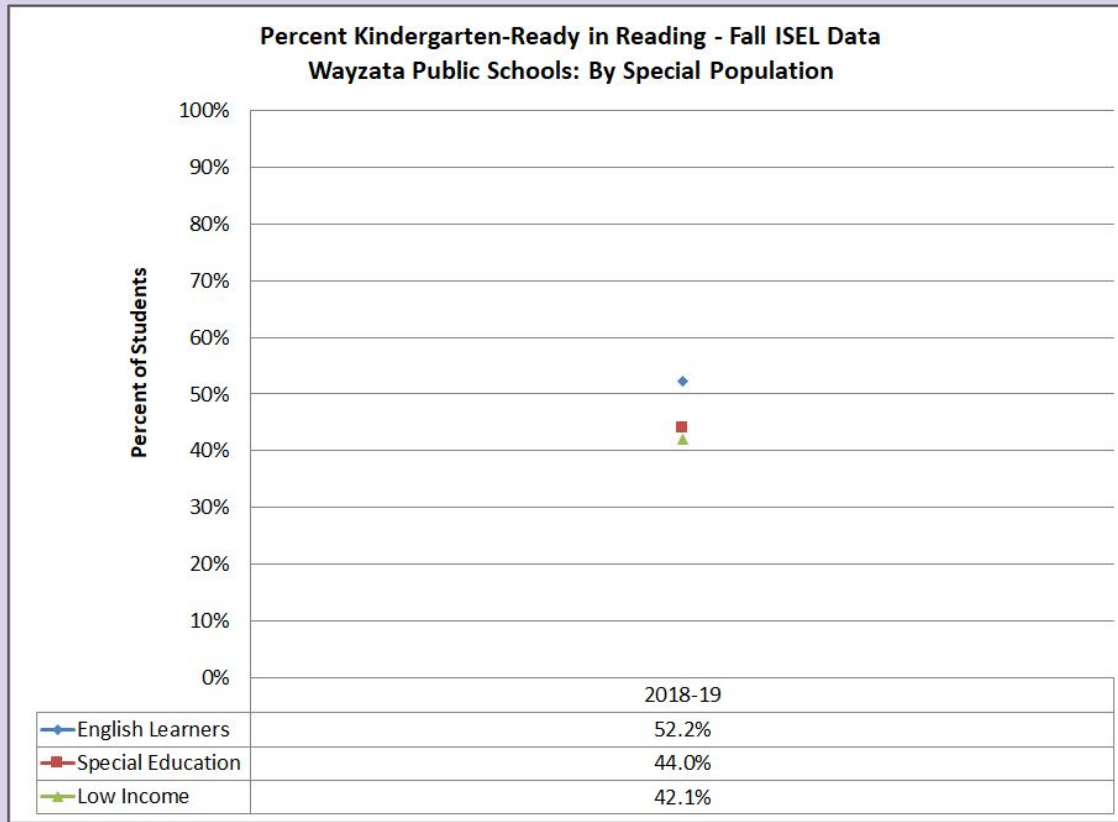 Percent Kindergarten-Ready in Reading - Fall ISEL Data
Wayzata Public Schools: By Special Population
100%
90%
80%
70%
60%
50%
40%
30%
20%
10%
0%
Percent of Students
2018-19
English Learners 52.2%
Special Education 44.0%
Low Income 42.1%